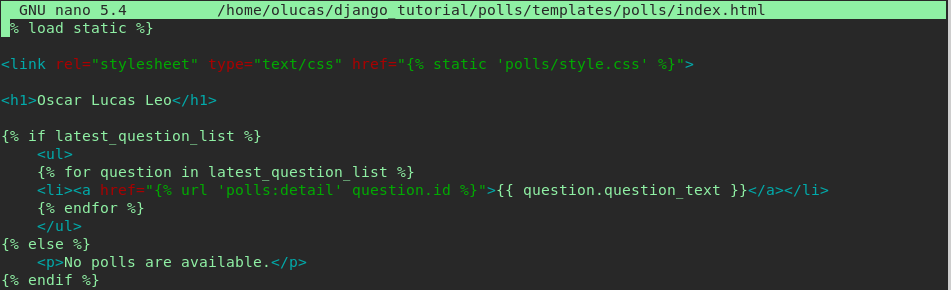 GNU nano 5.4 /home/olucas/django_tutorial/polls/templates/polls/index.html
{% load static %}
<link rel="stylesheet" type="text/css" href="{% static 'polls/style.css' %}">
<h1>Oscar Lucas Leo</h1>
{% if latest_question_list %}
    <ul>
    {% for question in latest_question_list %}
    <li><a href="{% url 'polls:detail' question.id %}">{{ question.question_text }}</a></li>
    {% endfor %}
    </ul>
{% else %}
    <p>No polls are available.</p>
{% endif %}